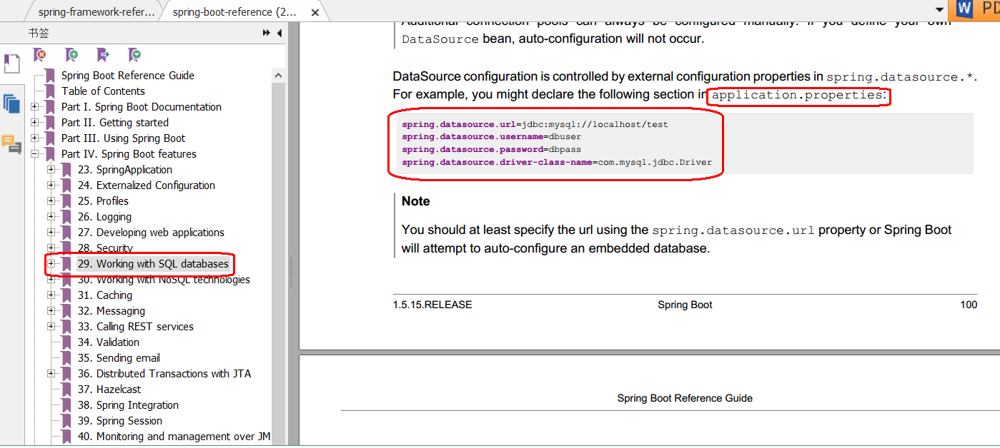 spring-framework-refer...
spring-boot-reference (2...
W PD
书签
Spring Boot Reference Guide
Table of Contents
Part I. Spring Boot Documentation
Part II. Getting started
Part III. Using Spring Boot
Part IV. Spring Boot features
23. SpringApplication
24. Externalized Configuration
25. Profiles
26. Logging
27. Developing web applications
28. Security
29. Working with SQL databases
30. Working with NoSQL technologies
31. Caching
32. Messaging
33. Calling REST services
34. Validation
35. Sending email
36. Distributed Transactions with JTA
37. Hazelcast
38. Spring Integration
39. Spring Session
40. Monitoring and management over JM
Additional connection pools can always be configured manually. If you define your own
DataSource bean, auto-configuration will not occur.
DataSource configuration is controlled by external configuration properties in spring.datasource.*.
For example, you might declare the following section in application.properties:
spring.datasource.url=jdbc:mysql://localhost/test
spring.datasource.username=dbuser
spring.datasource.password=dbpass
spring.datasource.driver-class-name=com.mysql.jdbc.Driver
Note
You should at least specify the url using the spring.datasource.url property or Spring Boot
will attempt to auto-configure an embedded database.
1.5.15.RELEASE Spring Boot 100
Spring Boot Reference Guide